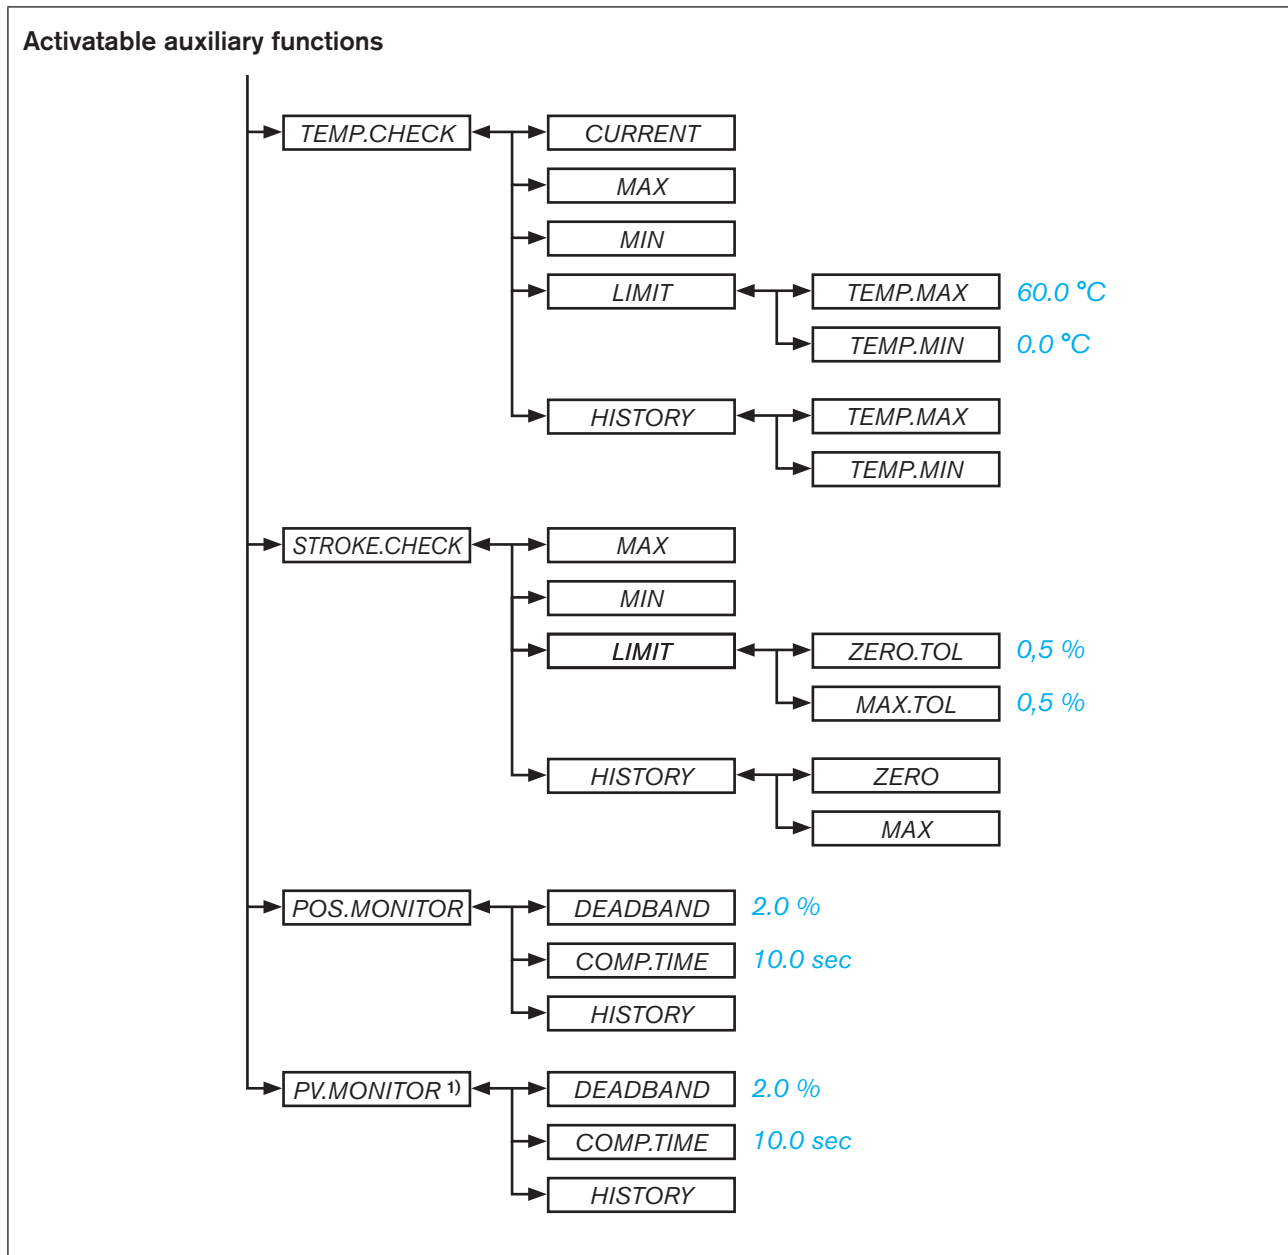 Activatable auxiliary functions
TEMP.CHECK
CURRENT
MAX
MIN
LIMIT
TEMP.MAX
60.0 °C
TEMP.MIN
0.0 °C
HISTORY
TEMP.MAX
TEMP.MIN
STROKE.CHECK
MAX
MIN
LIMIT
ZERO.TOL
0,5 %
MAX.TOL
0,5 %
HISTORY
ZERO
MAX
POS.MONITOR
DEADBAND
2.0 %
COMP.TIME
10.0 sec
HISTORY
PV.MONITOR 1)
DEADBAND
2.0 %
COMP.TIME
10.0 sec
HISTORY